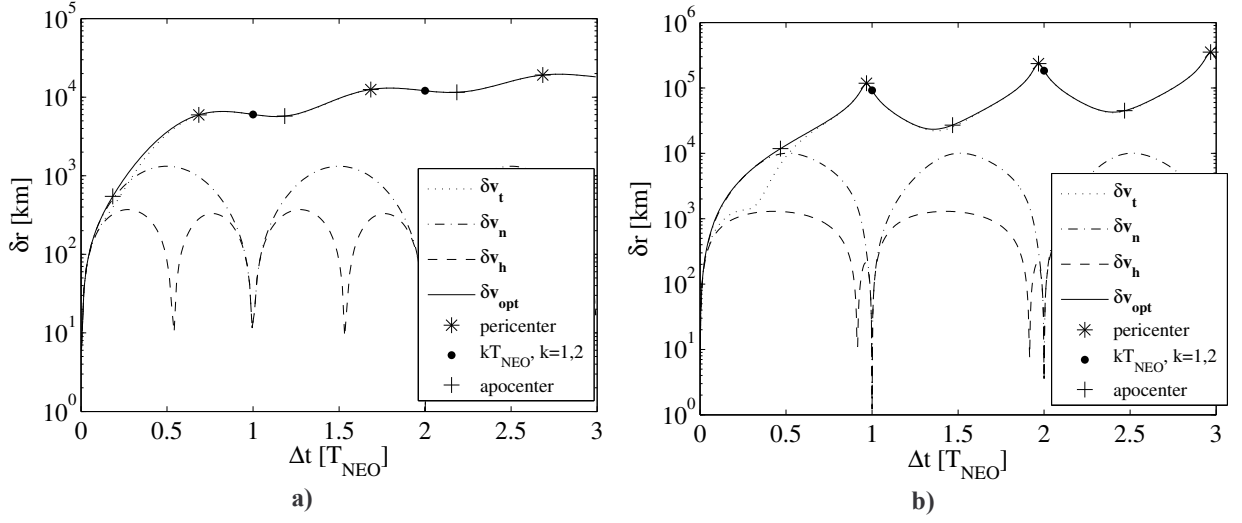 10^5
10^4
10^3
10^2
10^1
10^0
δr [km]
0 0.5 1 1.5 2 2.5 3
Δt [T_NEO]
δv_t
δv_n
δv_h
δv_opt
pericenter
kT_NEO, k=1,2
apocenter
a)
10^6
10^5
10^4
10^3
10^2
10^1
10^0
δr [km]
0 0.5 1 1.5 2 2.5 3
Δt [T_NEO]
δv_t
δv_n
δv_h
δv_opt
pericenter
kT_NEO, k=1,2
apocenter
b)